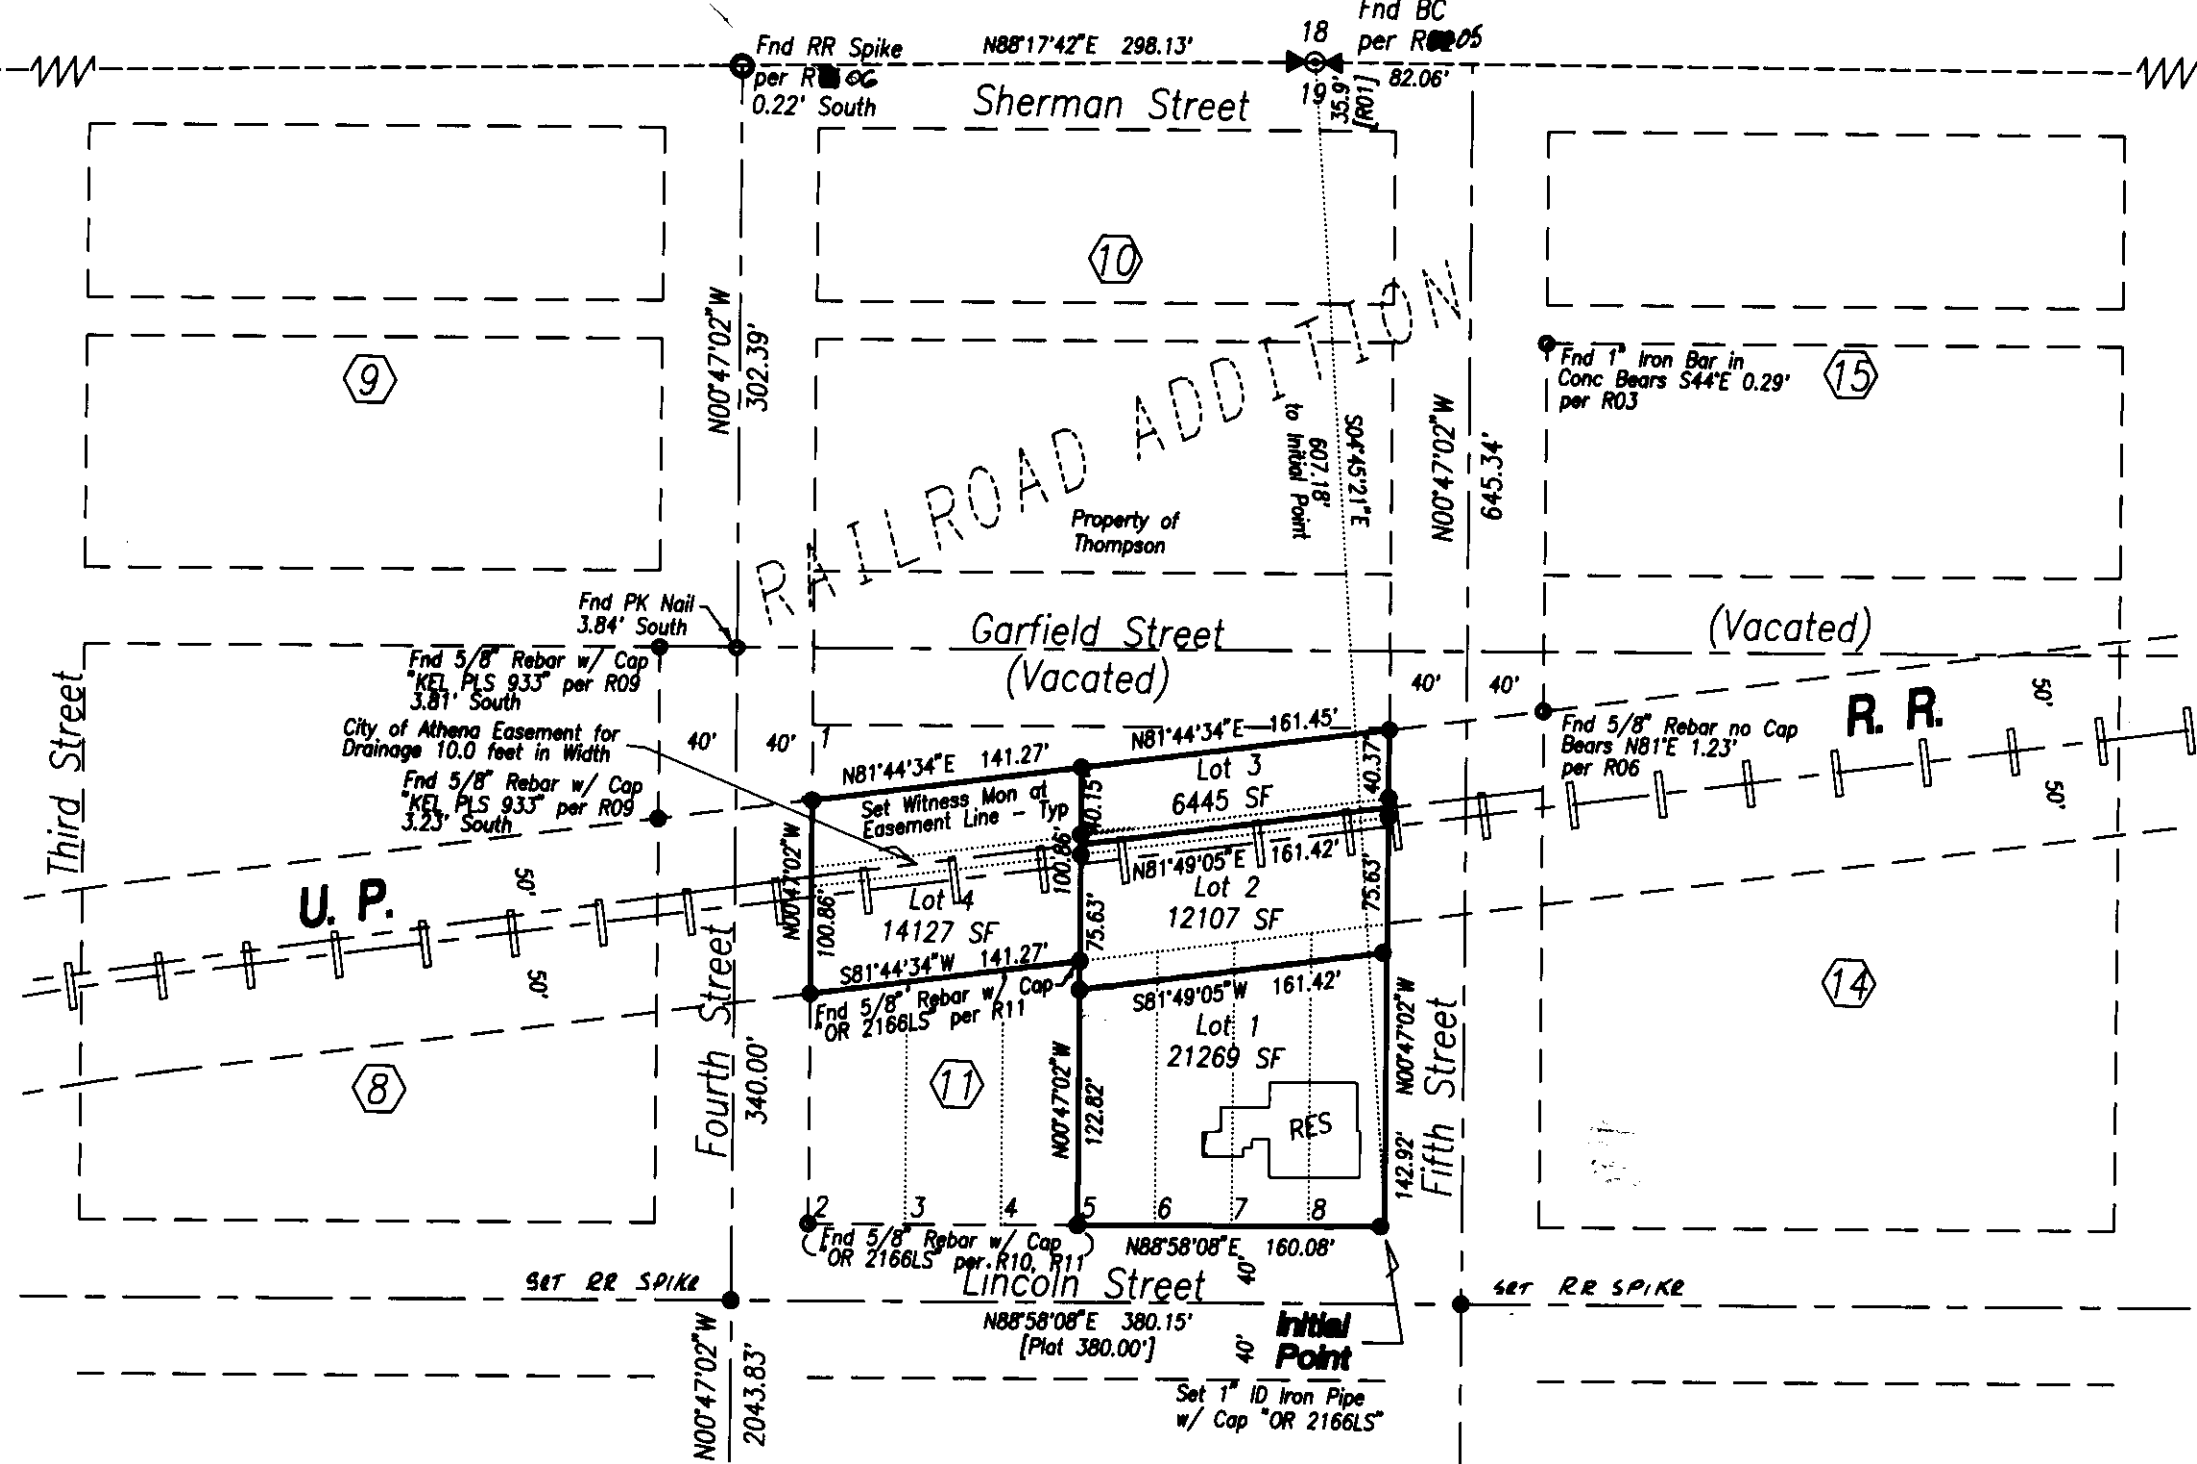 Fnd BC
per R 05
18
N88°17'42"E 298.13'
Fnd RR Spike
per R 06
0.22' South
82.06'
19
35.9'
[R01]
Sherman Street
10
N00°47'02"W
302.39'
9
RAILROAD ADDITION
Fnd 1" Iron Bar in
Conc Bears S44°E 0.29'
per R03
15
S04°45'21"E
607.18'
to Initial Point
N00°47'02"W
645.34'
Property of
Thompson
Fnd PK Nail
3.84' South
Garfield Street
(Vacated)
(Vacated)
Fnd 5/8" Rebar w/ Cap
"KEL PLS 933" per R09
3.81' South
City of Athena Easement for
Drainage 10.0 feet in Width
40'
40'
1
40'
40'
50'
R. R.
50'
Fnd 5/8" Rebar no Cap
Bears N81°E 1.23'
per R06
Third Street
Fnd 5/8" Rebar w/ Cap
"KEL PLS 933" per R09
3.23' South
N81°44'34"E 141.27'
N81°44'34"E 161.45'
Set Witness Mon at
Easement Line - Typ
40.15'
Lot 3
6445 SF
40.37'
100.86'
N81°49'05"E 161.42'
U. P.
50'
50'
N00°47'02"W
100.86'
Lot 4
14127 SF
75.63'
Lot 2
12107 SF
75.63'
S81°44'34"W 141.27'
Fnd 5/8" Rebar w/ Cap
"OR 2166LS" per R11
S81°49'05"W 161.42'
Lot 1
21269 SF
14
8
Fourth Street
340.00'
11
N00°47'02"W
122.82'
RES
N00°47'02"W
142.92'
Fifth Street
2 3 4 5 6 7 8
Fnd 5/8" Rebar w/ Cap
"OR 2166LS" per R10, R11
N88°58'08"E 160.08'
SET RR SPIKE
Lincoln Street
40'
SET RR SPIKE
N88°58'08"E 380.15'
[Plat 380.00']
40'
Initial
Point
Set 1" ID Iron Pipe
w/ Cap "OR 2166LS"
N00°47'02"W
2043.83'